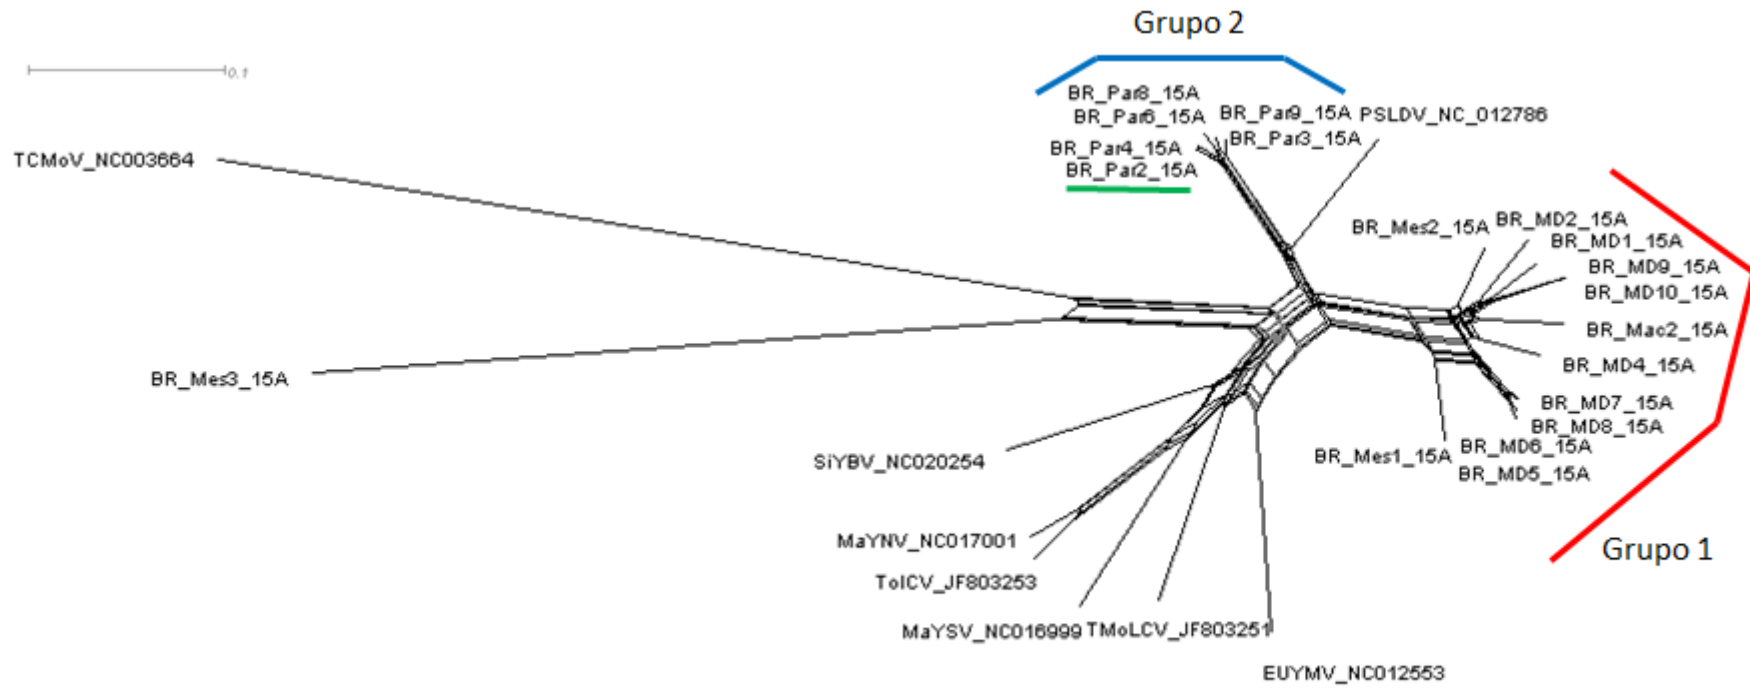 Grupo 2
0.1
BR_Par8_15A
BR_Par6_15A
BR_Par9_15A
PSLDV_NC_012786
BR_Par3_15A
BR_Par4_15A
BR_Par2_15A
TCMoV_NC003664
BR_Mes2_15A
BR_MD2_15A
BR_MD1_15A
BR_MD9_15A
BR_MD10_15A
BR_Mac2_15A
BR_MD4_15A
BR_Mes3_15A
BR_MD7_15A
BR_MD8_15A
BR_MD6_15A
BR_Mes1_15A
BR_MD5_15A
SiYBV_NC020254
MaYNV_NC017001
Grupo 1
TolCV_JF803253
MaYSV_NC016999
TMoLCV_JF803251
EUYMV_NC012553